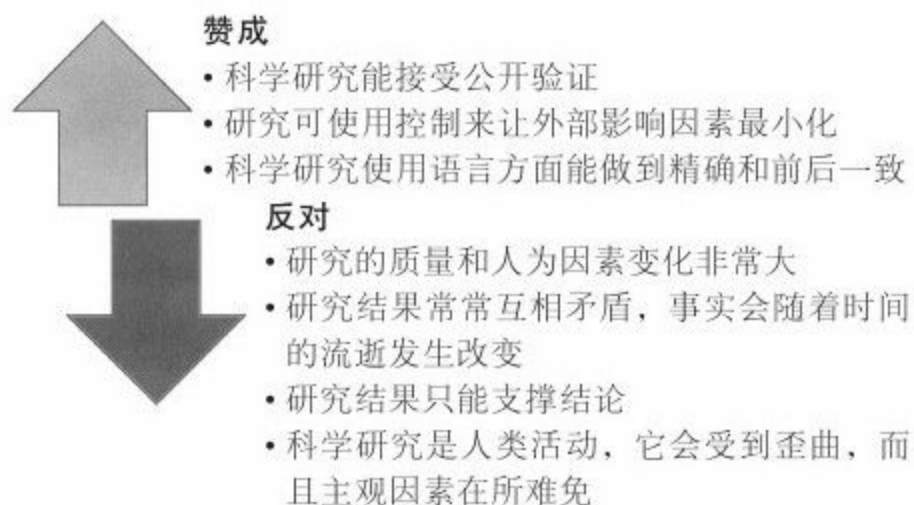 赞成
• 科学研究能接受公开验证
• 研究可使用控制来让外部影响因素最小化
• 科学研究使用语言方面能做到精确和前后一致
反对
• 研究的质量和人为因素变化非常大
• 研究结果常常互相矛盾，事实会随着时间
的流逝发生改变
• 研究结果只能支撑结论
• 科学研究是人类活动，它会受到歪曲，而
且主观因素在所难免